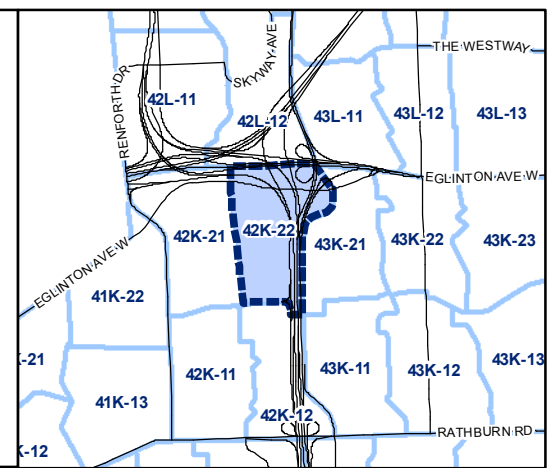 THE WESTWAY
SKYWAY AVE
RENFORTH DR
42L-11
42L-12
43L-11
43L-12
43L-13
EGLINTON AVE W
42K-21
42K-22
43K-21
43K-22
43K-23
EGLINTON AVE W
41K-22
-21
42K-11
43K-11
43K-12
43K-13
41K-13
42K-12
RATHBURN RD
K-12